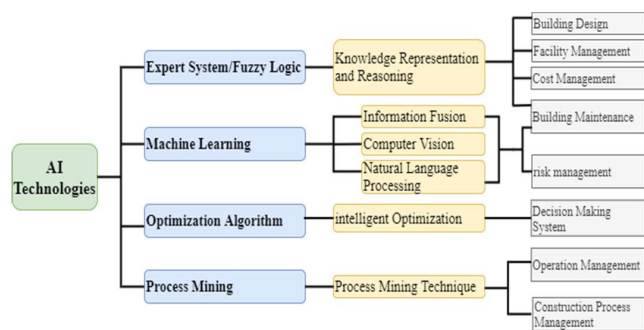 AI
Technologies
Expert System/Fuzzy Logic
Machine Learning
Optimization Algorithm
Process Mining
Knowledge Representation
and Reasoning
Information Fusion
Computer Vision
Natural Language
Processing
intelligent Optimization
Process Mining Technique
Building Design
Facility Management
Cost Management
Building Maintenance
risk management
Decision Making
System
Operation Management
Construction Process
Management